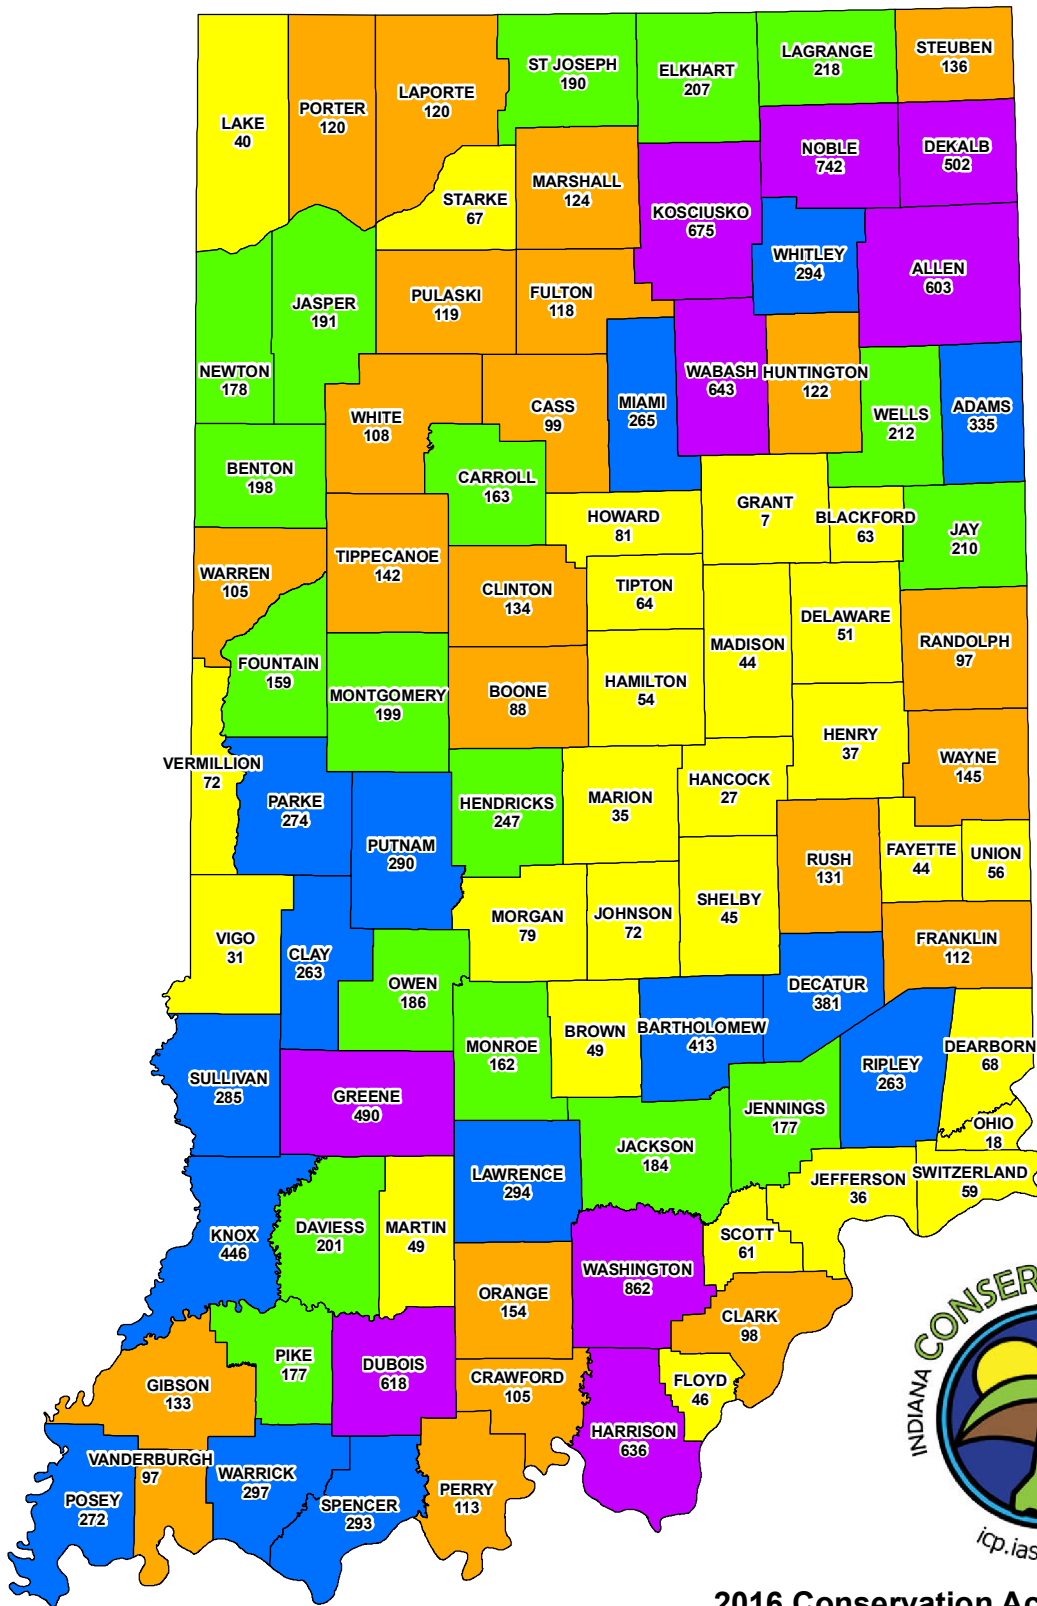 LAKE
40
PORTER
120
LAPORTE
120
ST JOSEPH
190
ELKHART
207
LAGRANGE
218
STEUBEN
136
NOBLE
742
DEKALB
502
STARKE
67
MARSHALL
124
KOSCIUSKO
675
WHITLEY
294
ALLEN
603
JASPER
191
PULASKI
119
FULTON
118
NEWTON
178
WHITE
108
CASS
99
MIAMI
265
WABASH
643
HUNTINGTON
122
WELLS
212
ADAMS
335
BENTON
198
CARROLL
163
HOWARD
81
GRANT
7
BLACKFORD
63
JAY
210
WARREN
105
TIPPECANOE
142
CLINTON
134
TIPTON
64
MADISON
44
DELAWARE
51
RANDOLPH
97
FOUNTAIN
159
MONTGOMERY
199
BOONE
88
HAMILTON
54
HENRY
37
WAYNE
145
VERMILLION
72
PARKE
274
PUTNAM
290
HENDRICKS
247
MARION
35
HANCOCK
27
RUSH
131
FAYETTE
44
UNION
56
VIGO
31
CLAY
263
OWEN
186
MORGAN
79
JOHNSON
72
SHELBY
45
FRANKLIN
112
DECATUR
381
SULLIVAN
285
GREENE
490
MONROE
162
BROWN
49
BARTHOLOMEW
413
JENNINGS
177
RIPLEY
263
DEARBORN
68
OHIO
18
KNOX
446
DAVIESS
201
MARTIN
49
LAWRENCE
294
JACKSON
184
JEFFERSON
36
SWITZERLAND
59
SCOTT
61
WASHINGTON
862
ORANGE
154
CLARK
98
GIBSON
133
PIKE
177
DUBOIS
618
CRAWFORD
105
FLOYD
46
HARRISON
636
POSEY
272
VANDERBURGH
97
WARRICK
297
SPENCER
293
PERRY
113
INDIANA CONSER
icp.ias
2016 Conservation Ac